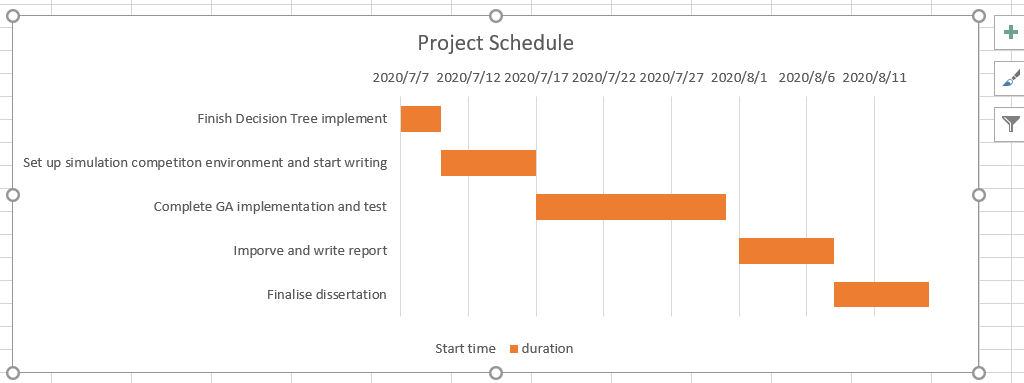 Project Schedule
2020/7/7 2020/7/12 2020/7/17 2020/7/22 2020/7/27 2020/8/1 2020/8/6 2020/8/11
Finish Decision Tree implement
Set up simulation competiton environment and start writing
Complete GA implementation and test
Imporve and write report
Finalise dissertation
Start time duration